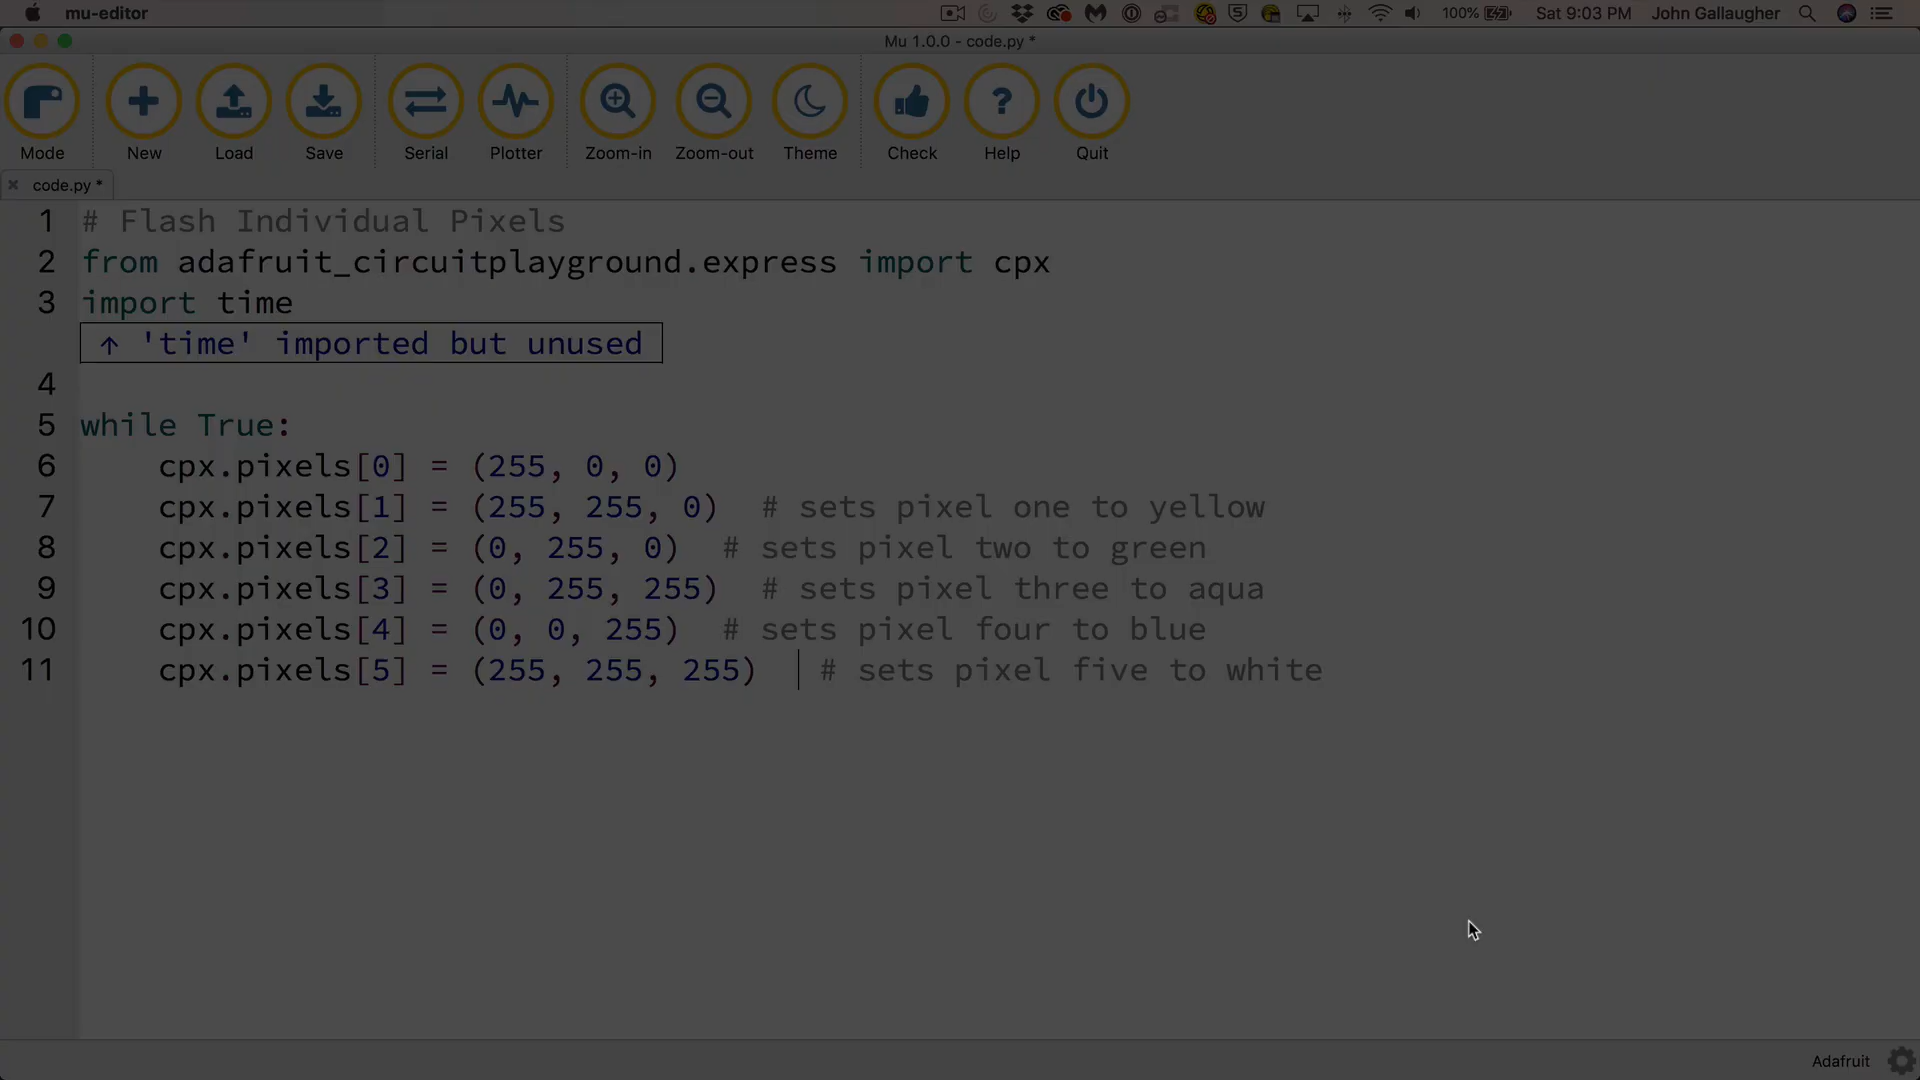 mu-editor 100% Sat 9:03 PM John Gallaugher
Mu 1.0.0 - code.py *
Mode New Load Save Serial Plotter Zoom-in Zoom-out Theme Check Help Quit
code.py *
1 # Flash Individual Pixels
2 from adafruit_circuitplayground.express import cpx
3 import time
↑ 'time' imported but unused
4
5 while True:
6 cpx.pixels[0] = (255, 0, 0)
7 cpx.pixels[1] = (255, 255, 0)  # sets pixel one to yellow
8 cpx.pixels[2] = (0, 255, 0)  # sets pixel two to green
9 cpx.pixels[3] = (0, 255, 255)  # sets pixel three to aqua
10 cpx.pixels[4] = (0, 0, 255)  # sets pixel four to blue
11 cpx.pixels[5] = (255, 255, 255)   # sets pixel five to white
Adafruit